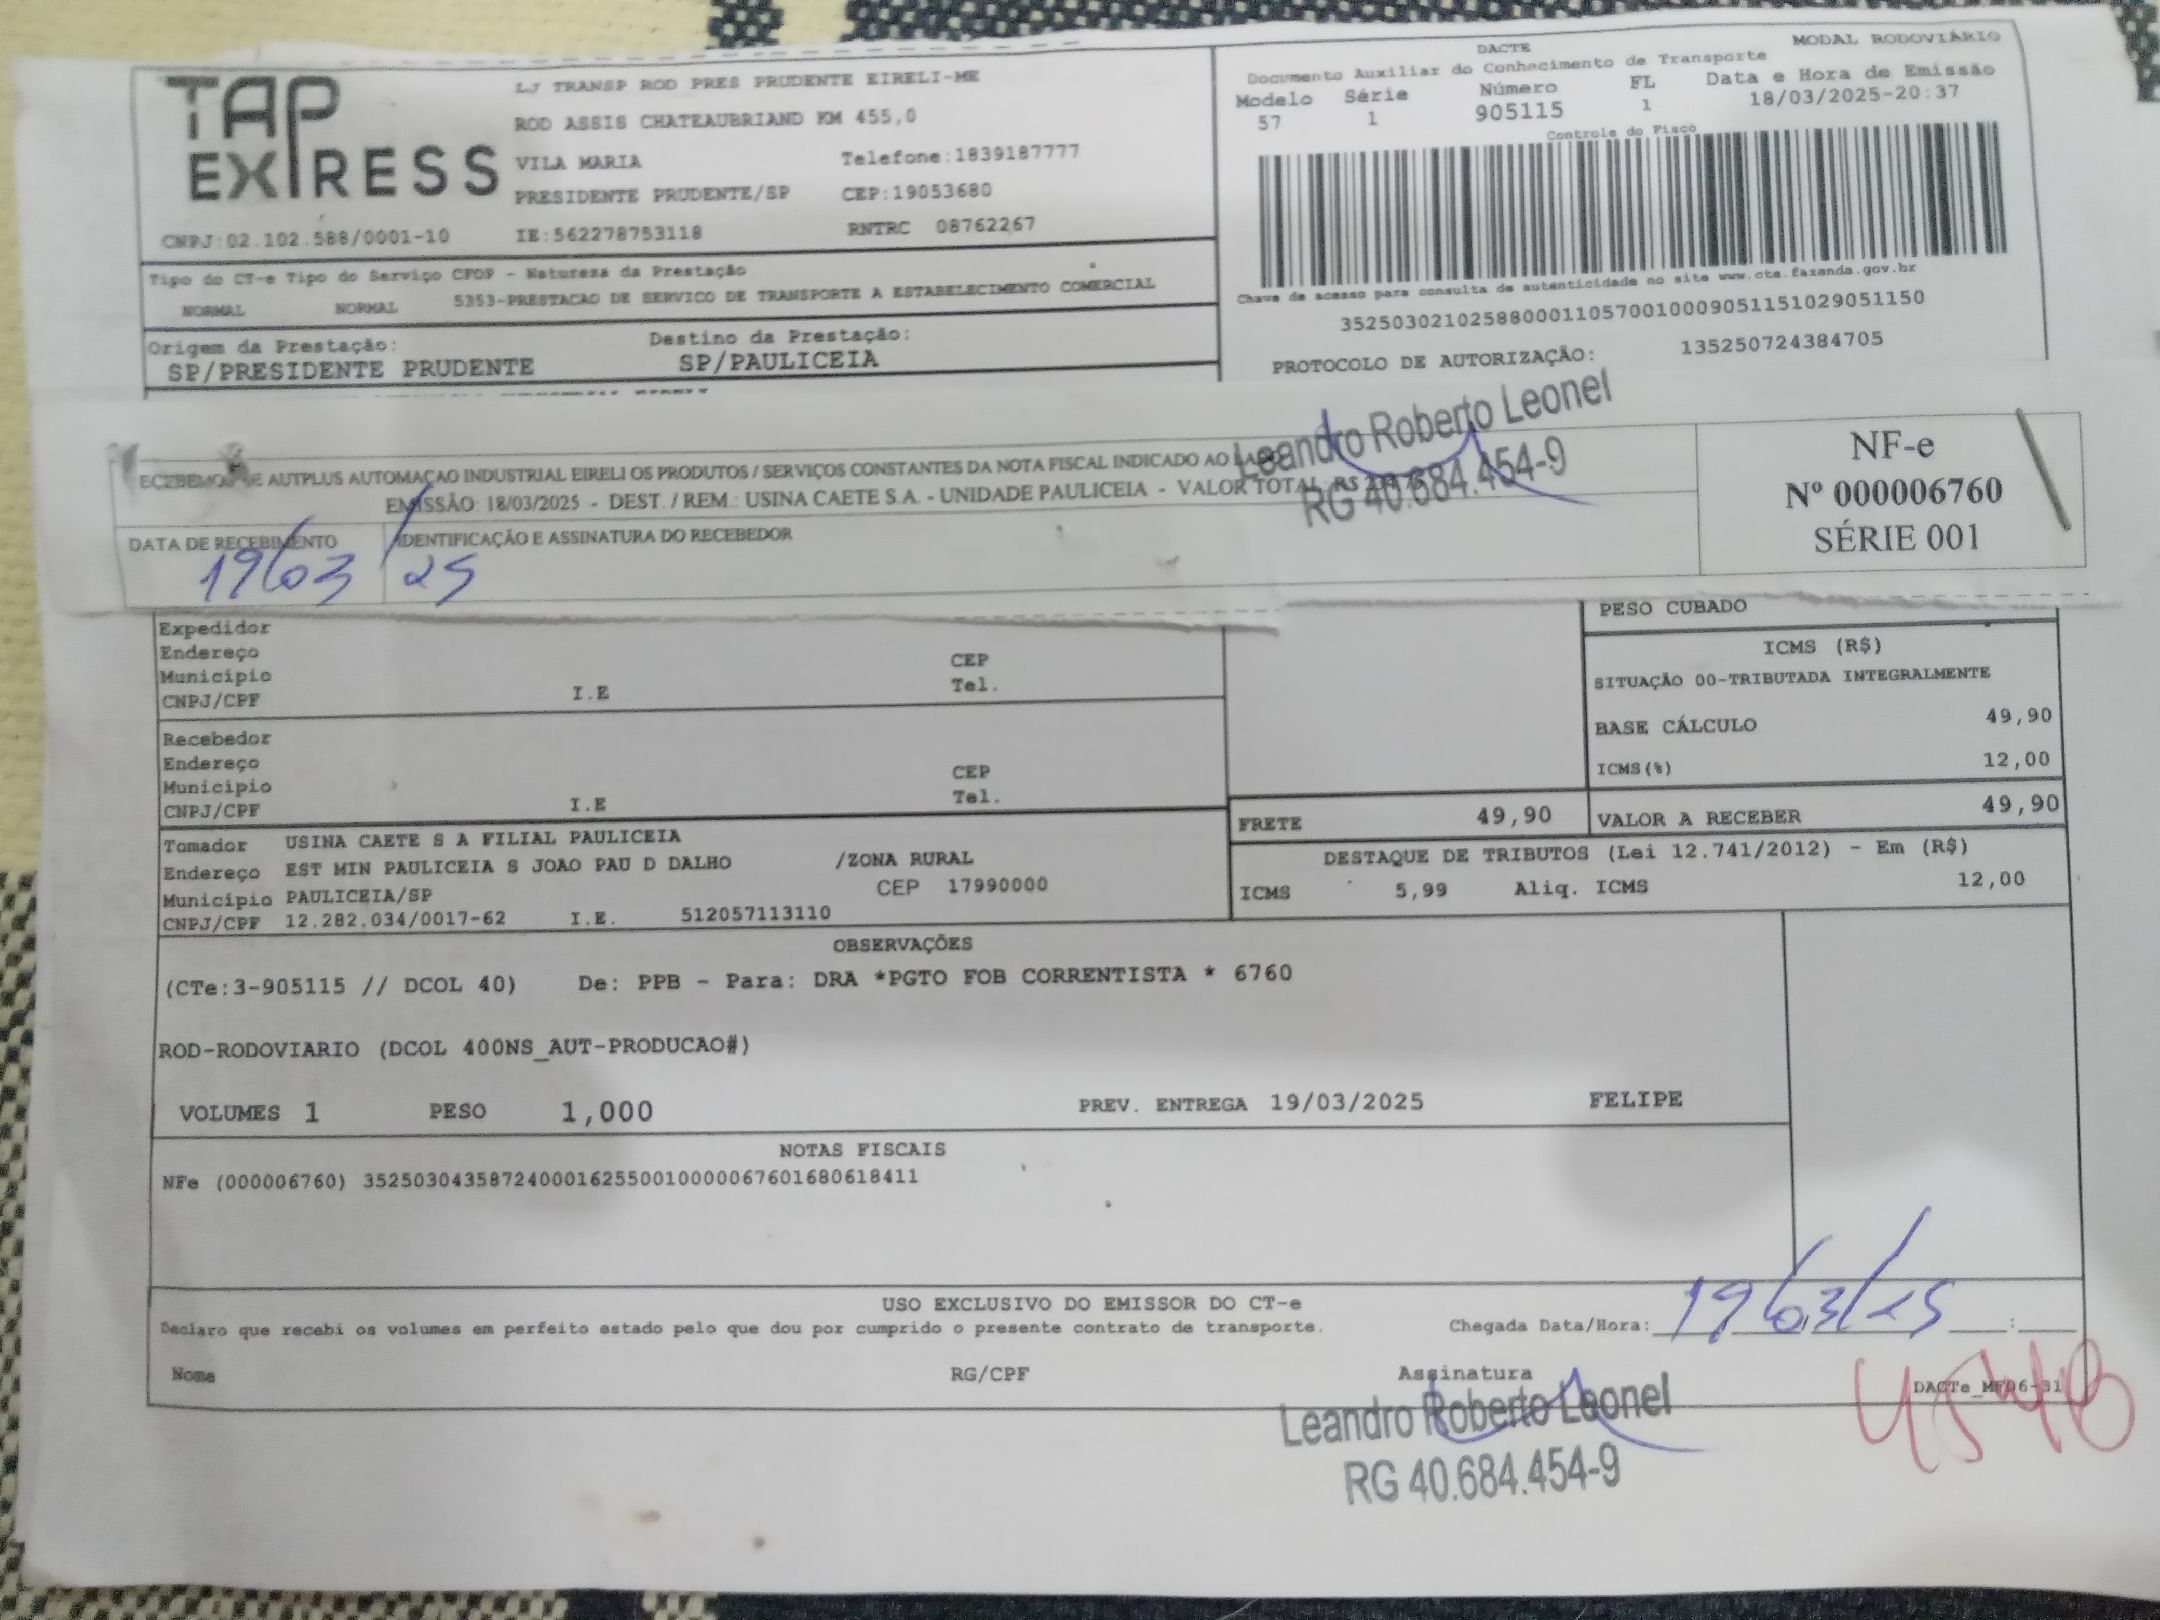 TAP EXPRESS
LJ TRANSP ROD PRES PRUDENTE EIRELI-ME
ROD ASSIS CHATEAUBRIAND KM 455,0
VILA MARIA Telefone:1839187777
PRESIDENTE PRUDENTE/SP CEP:19053680
CNPJ:02.102.588/0001-10 IE:562278753118 RNTRC 08762267
Tipo do CT-e Tipo do Serviço CFOP - Natureza da Prestação
NORMAL NORMAL 5353-PRESTACAO DE SERVICO DE TRANSPORTE A ESTABELECIMENTO COMERCIAL
Origem da Prestação: Destino da Prestação:
SP/PRESIDENTE PRUDENTE SP/PAULICEIA
DACTE MODAL RODOVIÁRIO
Documento Auxiliar do Conhecimento de Transporte
Modelo Série Número FL Data e Hora de Emissão
57 1 905115 1 18/03/2025-20:37
Controle do Fisco
Chave de acesso para consulta de autenticidade no site www.cte.fazenda.gov.br
35250302102588000110570010009051151029051150
PROTOCOLO DE AUTORIZAÇÃO: 135250724384705
Leandro Roberto Leonel
RG 40.684.454-9
ECEBEMOS DE AUTPLUS AUTOMAÇAO INDUSTRIAL EIRELI OS PRODUTOS / SERVIÇOS CONSTANTES DA NOTA FISCAL INDICADO AO
EMISSÃO: 18/03/2025 - DEST. / REM.: USINA CAETE S.A. - UNIDADE PAULICEIA - VALOR TOTAL: R$
DATA DE RECEBIMENTO IDENTIFICAÇÃO E ASSINATURA DO RECEBEDOR
19/03/25
NF-e
Nº 000006760
SÉRIE 001
Expedidor
Endereço CEP
Município Tel.
CNPJ/CPF I.E
Recebedor
Endereço CEP
Município Tel.
CNPJ/CPF I.E
PESO CUBADO
ICMS (R$)
SITUAÇÃO 00-TRIBUTADA INTEGRALMENTE
BASE CÁLCULO 49,90
ICMS(%) 12,00
FRETE 49,90 VALOR A RECEBER 49,90
Tomador USINA CAETE S A FILIAL PAULICEIA
Endereço EST MIN PAULICEIA S JOAO PAU D DALHO /ZONA RURAL
Município PAULICEIA/SP CEP 17990000
CNPJ/CPF 12.282.034/0017-62 I.E. 512057113110
DESTAQUE DE TRIBUTOS (Lei 12.741/2012) - Em (R$)
ICMS 5,99 Aliq. ICMS 12,00
OBSERVAÇÕES
(CTe:3-905115 // DCOL 40) De: PPB - Para: DRA *PGTO FOB CORRENTISTA * 6760
ROD-RODOVIARIO (DCOL 400NS_AUT-PRODUCAO#)
VOLUMES 1 PESO 1,000 PREV. ENTREGA 19/03/2025 FELIPE
NOTAS FISCAIS
NFe (000006760) 35250304358724000162550010000067601680618411
USO EXCLUSIVO DO EMISSOR DO CT-e
Declaro que recebi os volumes em perfeito estado pelo que dou por cumprido o presente contrato de transporte. Chegada Data/Hora: 19/03/25 :
Nome RG/CPF Assinatura
Leandro Roberto Leonel
RG 40.684.454-9